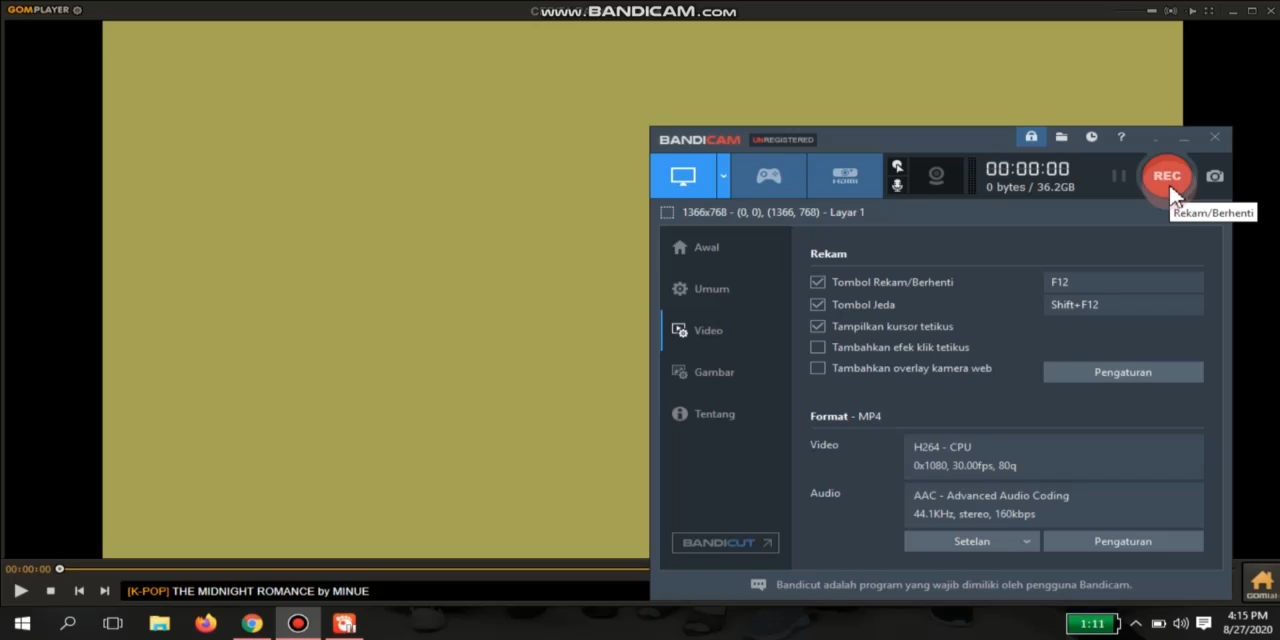 GOMPLAYER
www.BANDICAM.com
BANDICAM UNREGISTERED
?
HDMI
00:00:00
0 bytes / 36.2GB
REC
Rekam/Berhenti
1366x768 - (0, 0), (1366, 768) - Layar 1
Awal
Umum
Video
Gambar
Tentang
BANDICUT
Rekam
Tombol Rekam/Berhenti
F12
Tombol Jeda
Shift+F12
Tampilkan kursor tetikus
Tambahkan efek klik tetikus
Tambahkan overlay kamera web
Pengaturan
Format - MP4
Video
H264 - CPU
0x1080, 30.00fps, 80q
Audio
AAC - Advanced Audio Coding
44.1KHz, stereo, 160kbps
Setelan
Pengaturan
Bandicut adalah program yang wajib dimiliki oleh pengguna Bandicam.
00:00:00
[K-POP] THE MIDNIGHT ROMANCE by MINUE
1:11
4:15 PM
8/27/2020